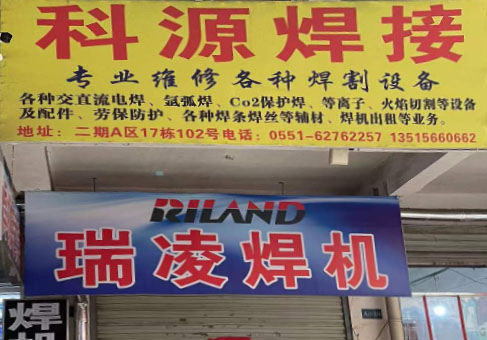 科源焊接
专业维修各种焊割设备
各种交直流电焊、氩弧焊、Co2保护焊、等离子、火焰切割等设备
及配件、劳保防护、各种焊条焊丝等辅材、焊机出租等业务。
地址：二期A区17栋102号电话：0551-62762257 13515660662
RILAND
瑞凌焊机
焊